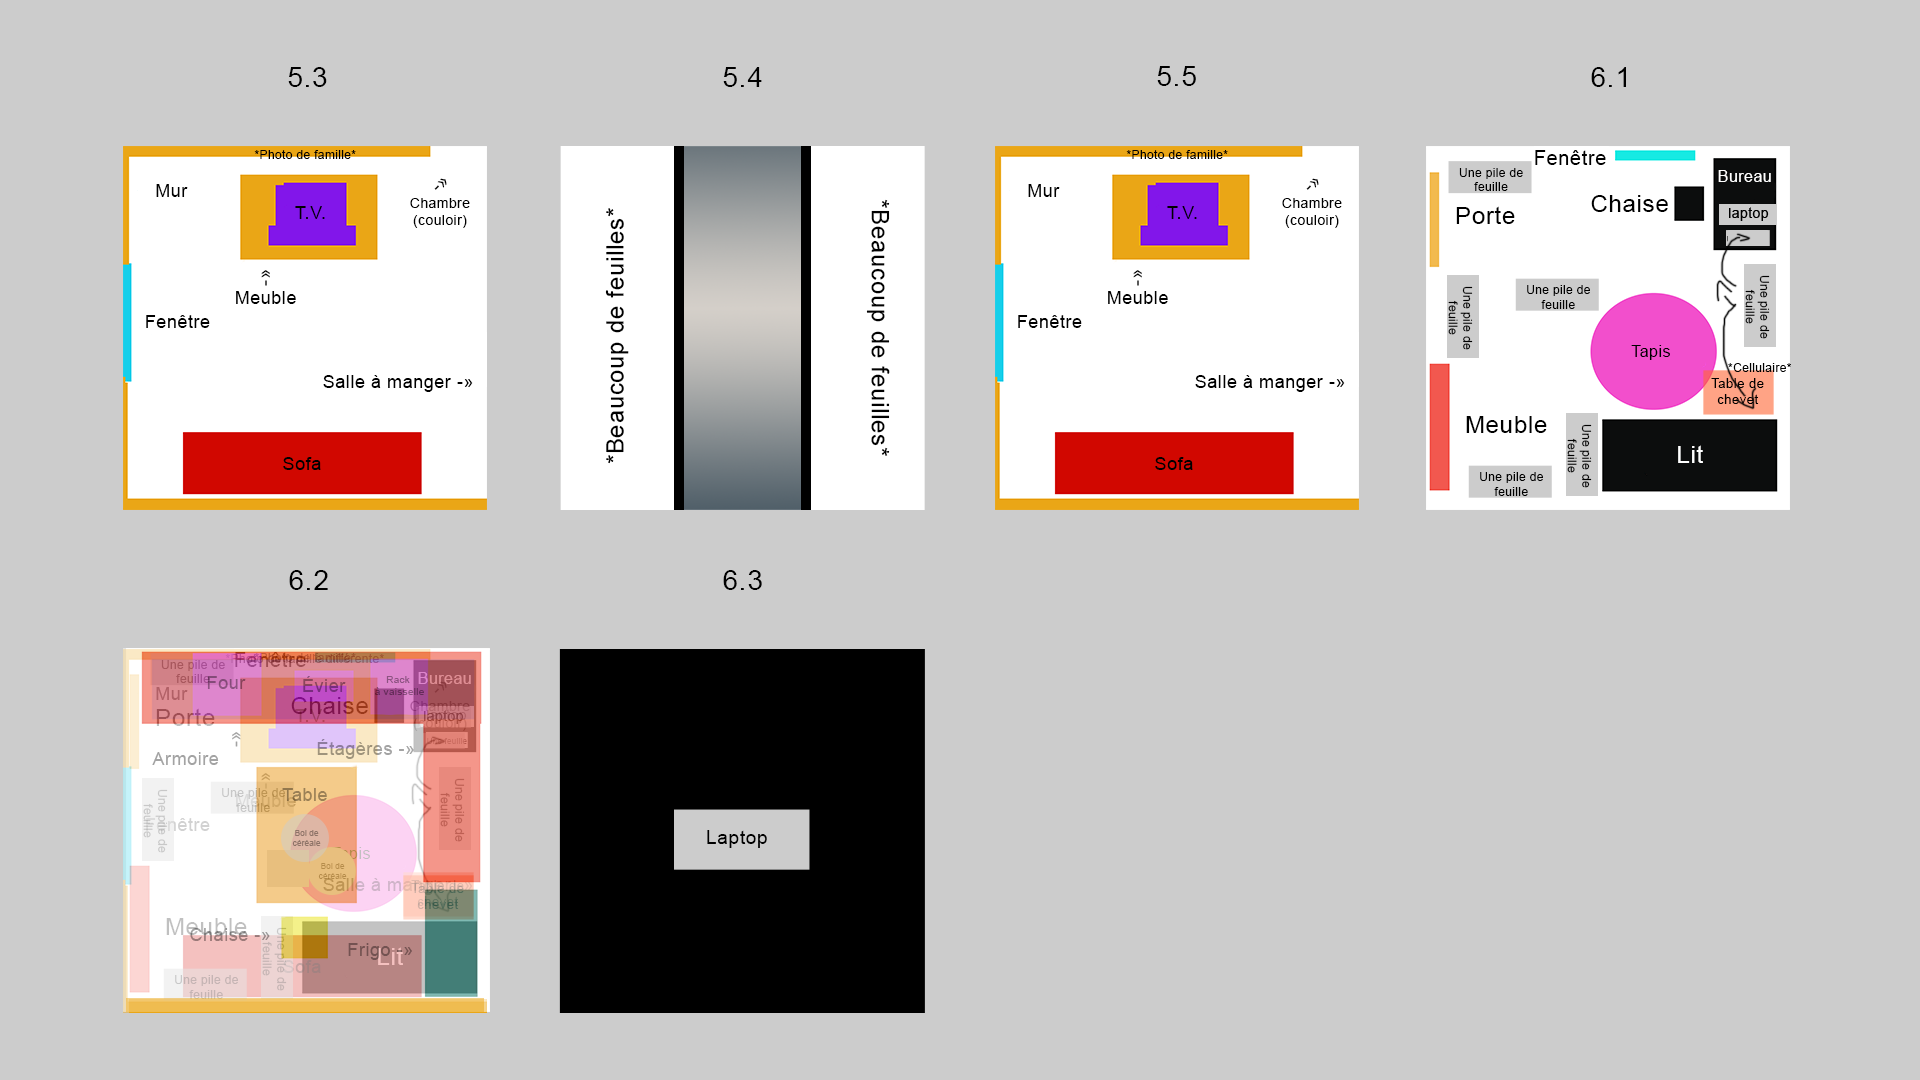 5.3
5.4
5.5
6.1
*Photo de famille*
Mur
T.V.
-»
Chambre
(couloir)
-»
Meuble
Fenêtre
Salle à manger -»
Sofa
*Beaucoup de feuilles*
*Beaucoup de feuilles*
*Photo de famille*
Mur
T.V.
-»
Chambre
(couloir)
-»
Meuble
Fenêtre
Salle à manger -»
Sofa
Fenêtre
Une pile de
feuille
Bureau
Chaise
laptop
Porte
Une pile de
feuille
Une pile de
feuille
Une pile de
feuille
Tapis
*Cellulaire*
Table de
chevet
Meuble
Une pile de
feuille
Lit
Une pile de
feuille
6.2
6.3
Fenêtre
Une pile de
feuille
Four
Évier
Rack
à vaisselle
Bureau
Mur
Chaise
Chambre
Porte
T.V.
laptop
Étagères -»
Armoire
-»
Une pile de
feuille
Meuble
Table
Une pile de
feuille
Une pile de
feuille
Fenêtre
Bol de
céréale
Tapis
Bol de
céréale
Salle à ma
Table de
chevet
Meuble
Chaise -»
Une pile de
feuille
Frigo -»
Lit
Sofa
Une pile de
feuille
Laptop